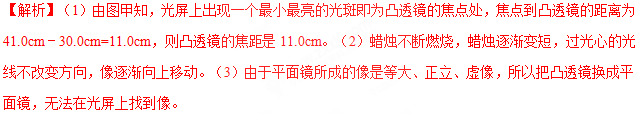 【解析】（1）由图甲知，光屏上出现一个最小最亮的光斑即为凸透镜的焦点处，焦点到凸透镜的距离为
41.0cm－30.0cm=11.0cm，则凸透镜的焦距是 11.0cm。（2）蜡烛不断燃烧，蜡烛逐渐变短，过光心的光
线不改变方向，像逐渐向上移动。（3）由于平面镜所成的像是等大、正立、虚像，所以把凸透镜换成平
面镜，无法在光屏上找到像。